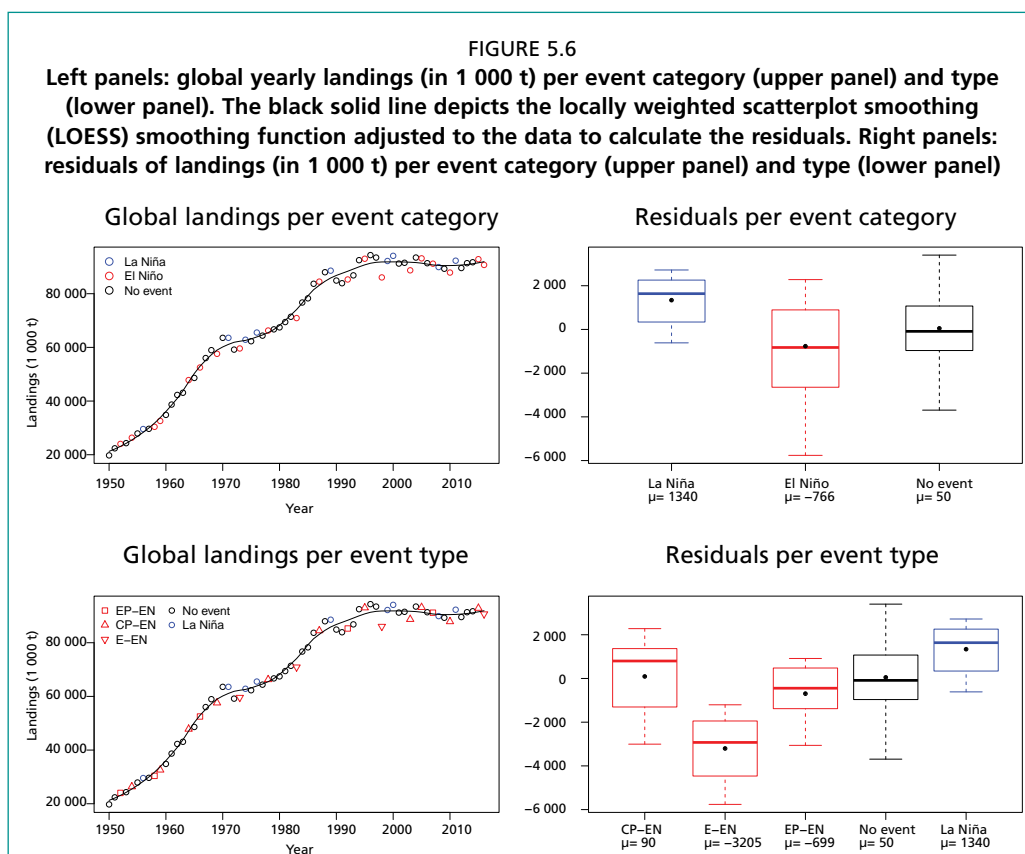 FIGURE 5.6
Left panels: global yearly landings (in 1 000 t) per event category (upper panel) and type
(lower panel). The black solid line depicts the locally weighted scatterplot smoothing
(LOESS) smoothing function adjusted to the data to calculate the residuals. Right panels:
residuals of landings (in 1 000 t) per event category (upper panel) and type (lower panel)
Global landings per event category
La Niña
El Niño
No event
80 000
60 000
40 000
20 000
Landings (1 000 t)
1950 1960 1970 1980 1990 2000 2010
Year
Residuals per event category
2 000
0
−2 000
−4 000
−6 000
La Niña El Niño No event
μ= 1340 μ= −766 μ= 50
Global landings per event type
EP−EN No event
CP−EN La Niña
E−EN
80 000
60 000
40 000
20 000
Landings (1 000 t)
1950 1960 1970 1980 1990 2000 2010
Year
Residuals per event type
2 000
0
−2 000
−4 000
−6 000
CP−EN E−EN EP−EN No event La Niña
μ= 90 μ= −3205 μ= −699 μ= 50 μ= 1340